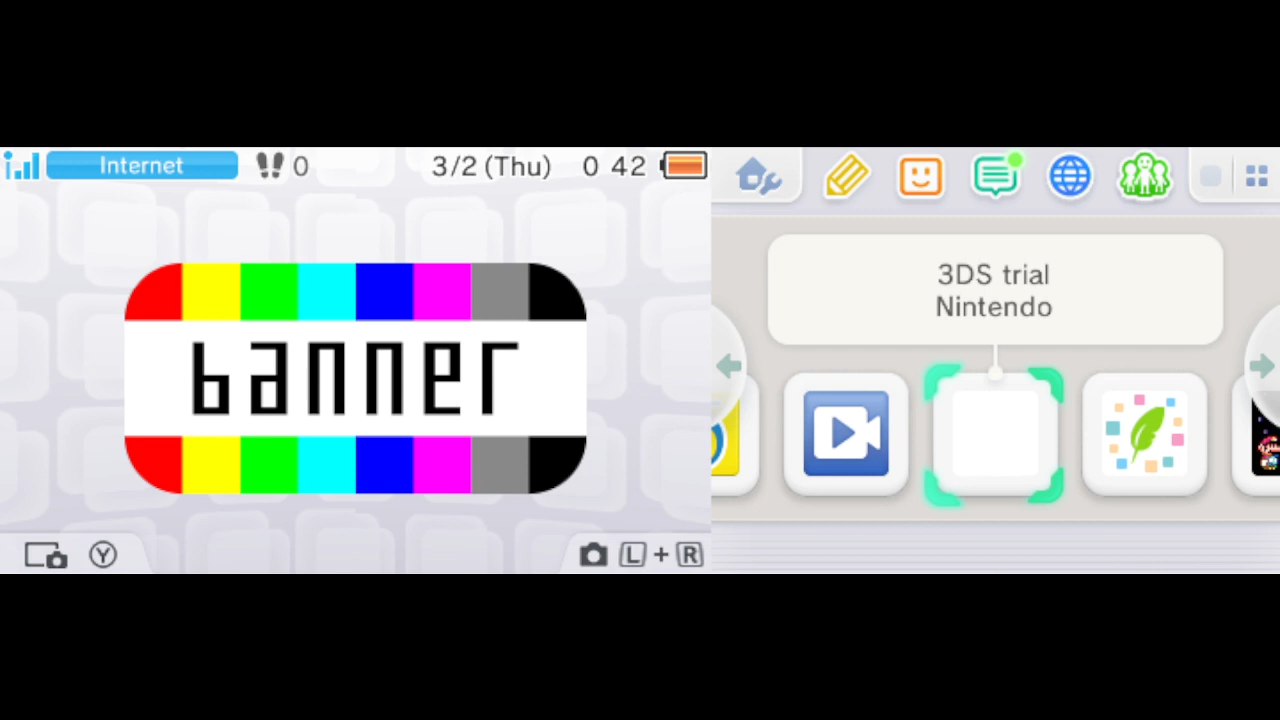 Internet
0
3/2 (Thu) 0 42
banner
Y
L + R
3DS trial
Nintendo